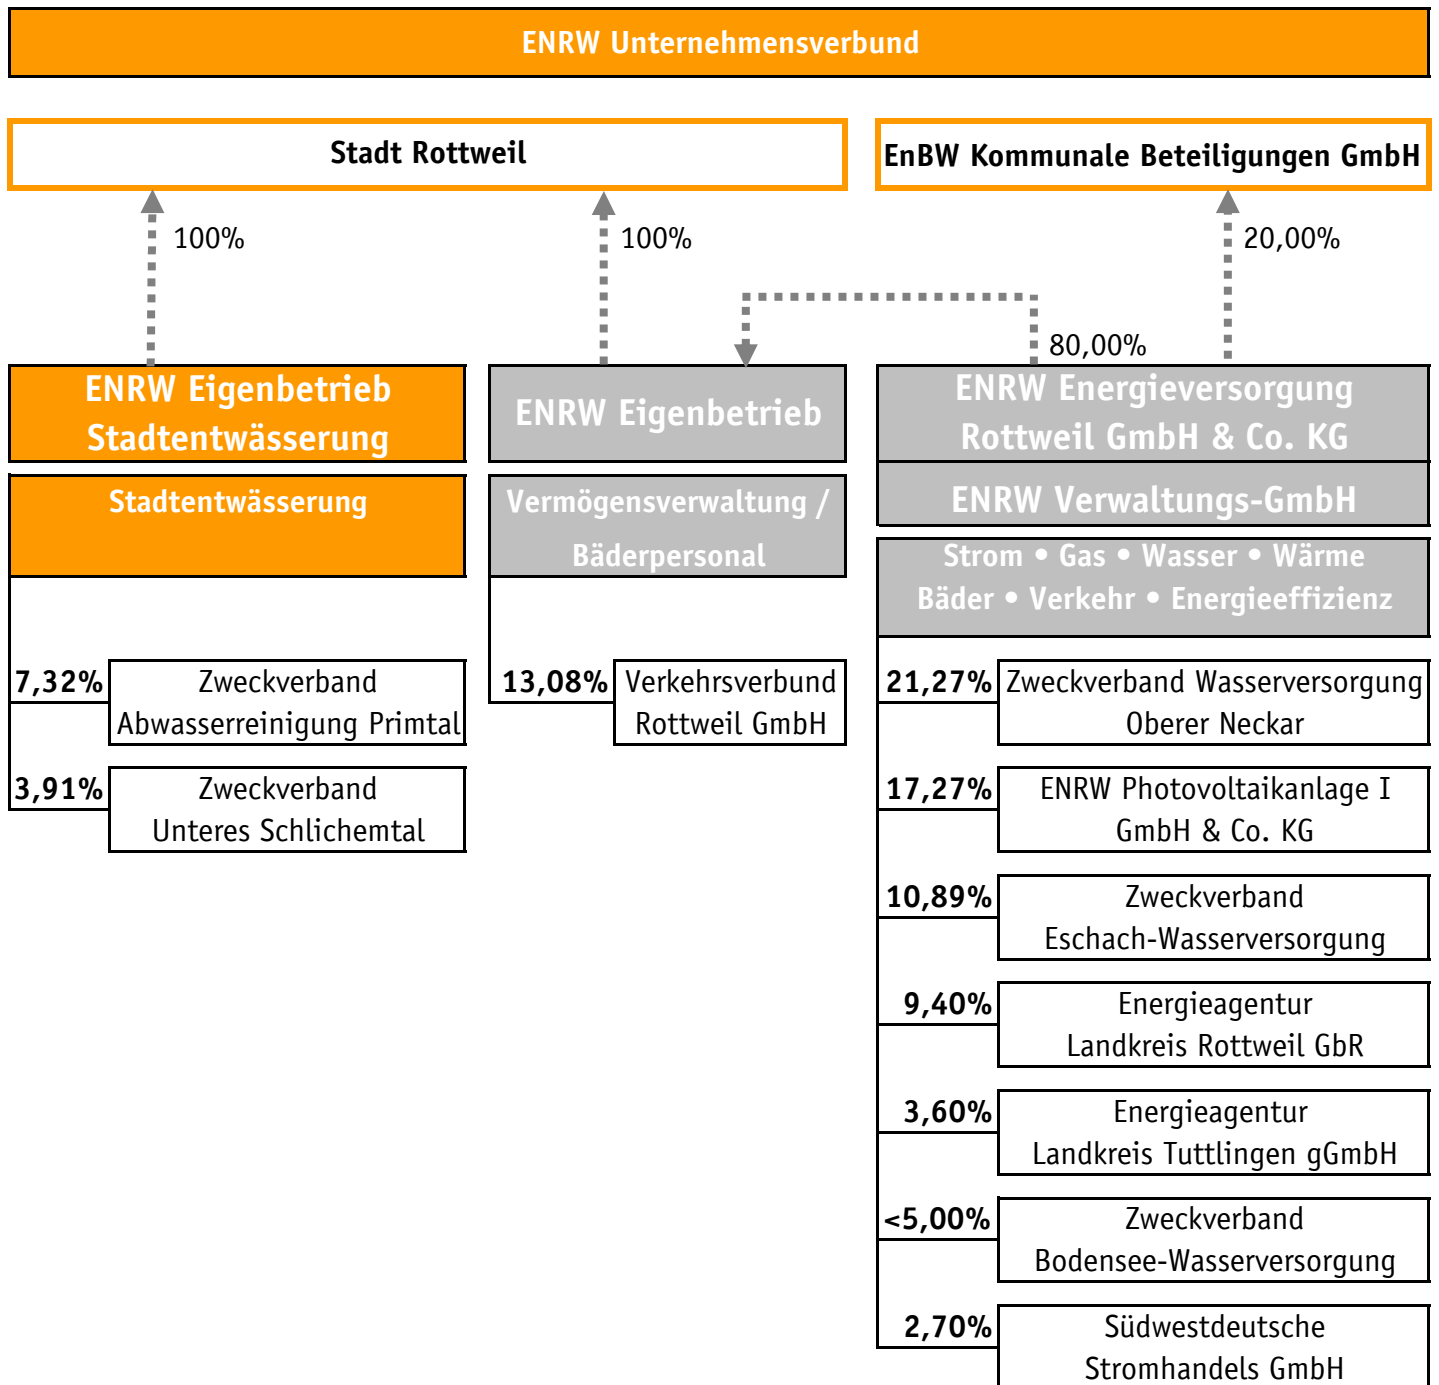 ENRW Unternehmensverbund
Stadt Rottweil
EnBW Kommunale Beteiligungen GmbH
100%
100%
20,00%
80,00%
ENRW Eigenbetrieb
Stadtentwässerung
Stadtentwässerung
ENRW Eigenbetrieb
Vermögensverwaltung /
Bäderpersonal
ENRW Energieversorgung
Rottweil GmbH & Co. KG
ENRW Verwaltungs-GmbH
Strom • Gas • Wasser • Wärme
Bäder • Verkehr • Energieeffizienz
7,32%
Zweckverband
Abwasserreinigung Primtal
3,91%
Zweckverband
Unteres Schlichemtal
13,08%
Verkehrsverbund
Rottweil GmbH
21,27%
Zweckverband Wasserversorgung
Oberer Neckar
17,27%
ENRW Photovoltaikanlage I
GmbH & Co. KG
10,89%
Zweckverband
Eschach-Wasserversorgung
9,40%
Energieagentur
Landkreis Rottweil GbR
3,60%
Energieagentur
Landkreis Tuttlingen gGmbH
<5,00%
Zweckverband
Bodensee-Wasserversorgung
2,70%
Südwestdeutsche
Stromhandels GmbH